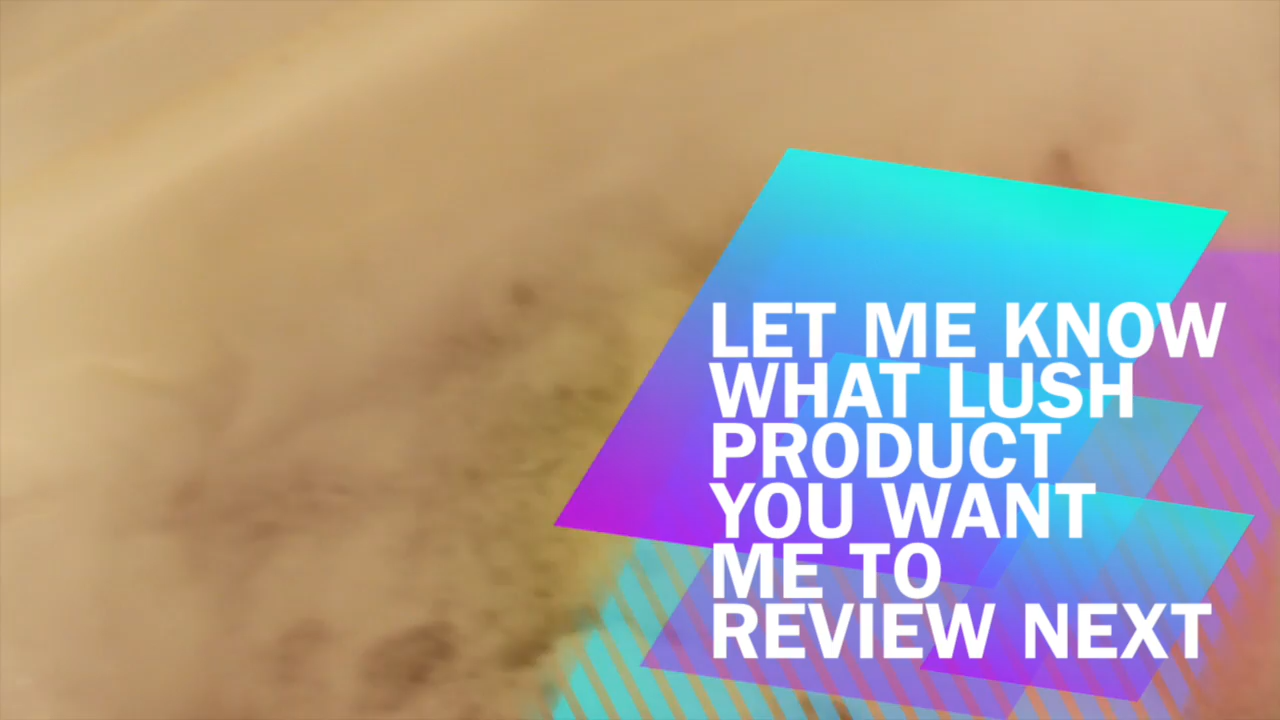 LET ME KNOW
WHAT LUSH
PRODUCT
YOU WANT
ME TO
REVIEW NEXT